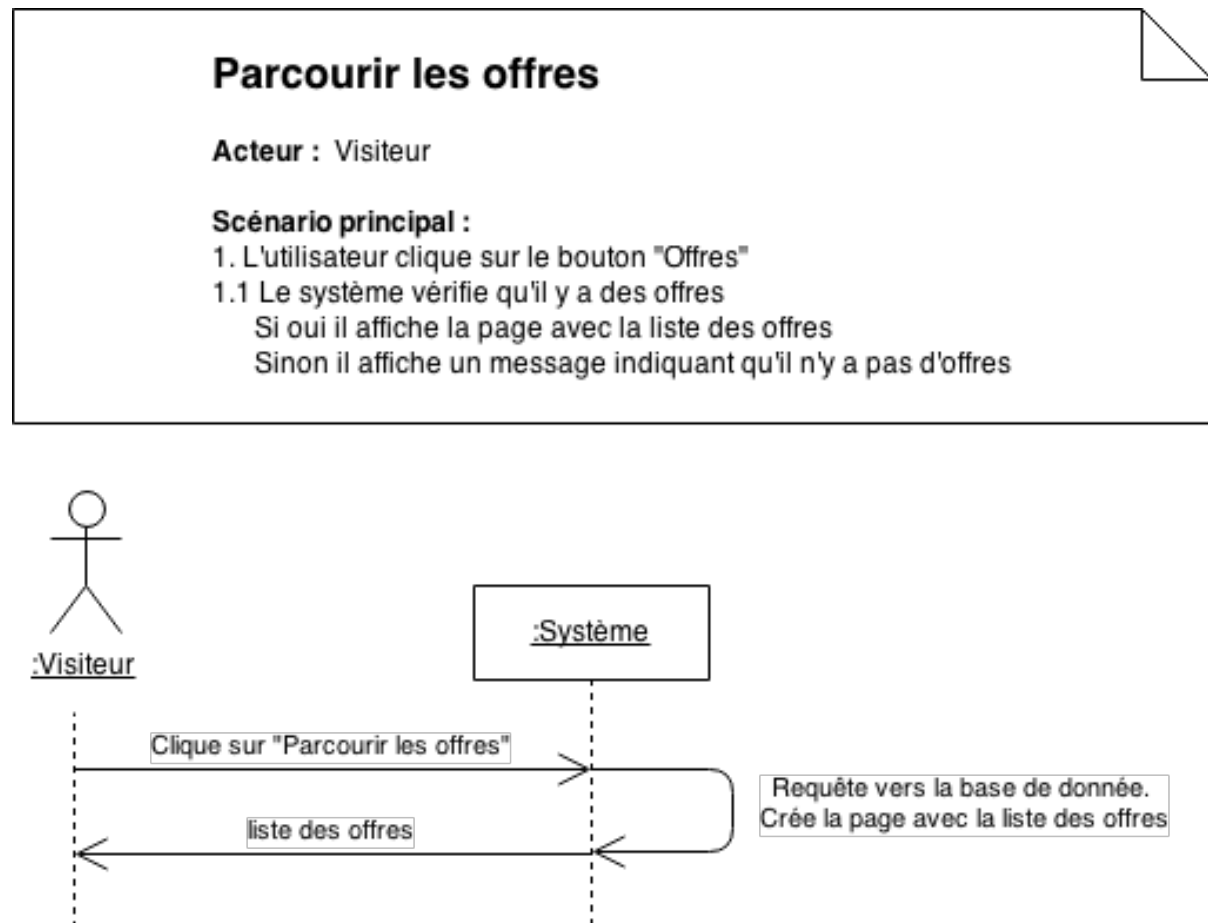 Parcourir les offres
Acteur : Visiteur
Scénario principal :
1. L'utilisateur clique sur le bouton "Offres"
1.1 Le système vérifie qu'il y a des offres
Si oui il affiche la page avec la liste des offres
Sinon il affiche un message indiquant qu'il n'y a pas d'offres
:Visiteur
:Système
Clique sur "Parcourir les offres"
Requête vers la base de donnée.
Crée la page avec la liste des offres
liste des offres